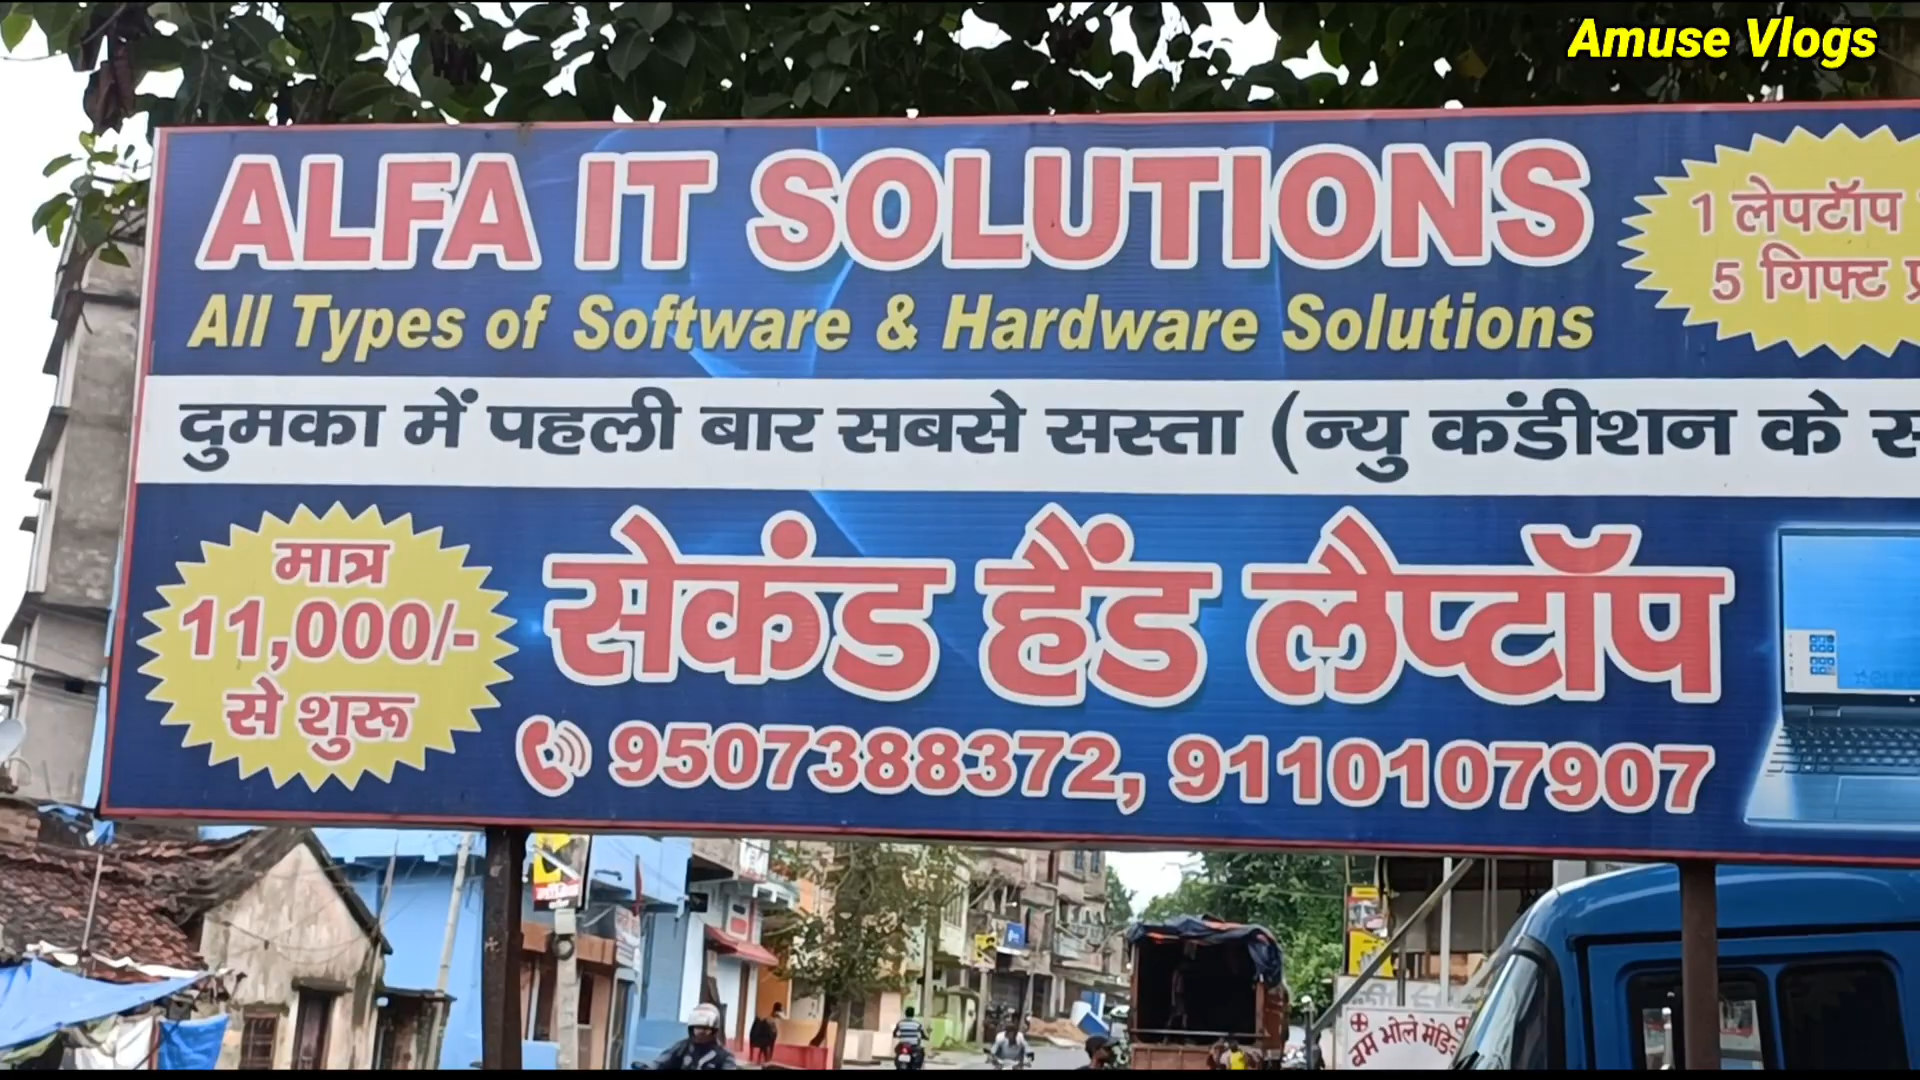 Amuse Vlogs
ALFA IT SOLUTIONS
All Types of Software & Hardware Solutions
1 लेपटॉप
5 गिफ्ट
दुमका में पहली बार सबसे सस्ता (न्यु कंडीशन के
मात्र
11,000/-
से शुरू
सेकंड हैंड लैप्टॉप
9507388372, 9110107907
बम भोले